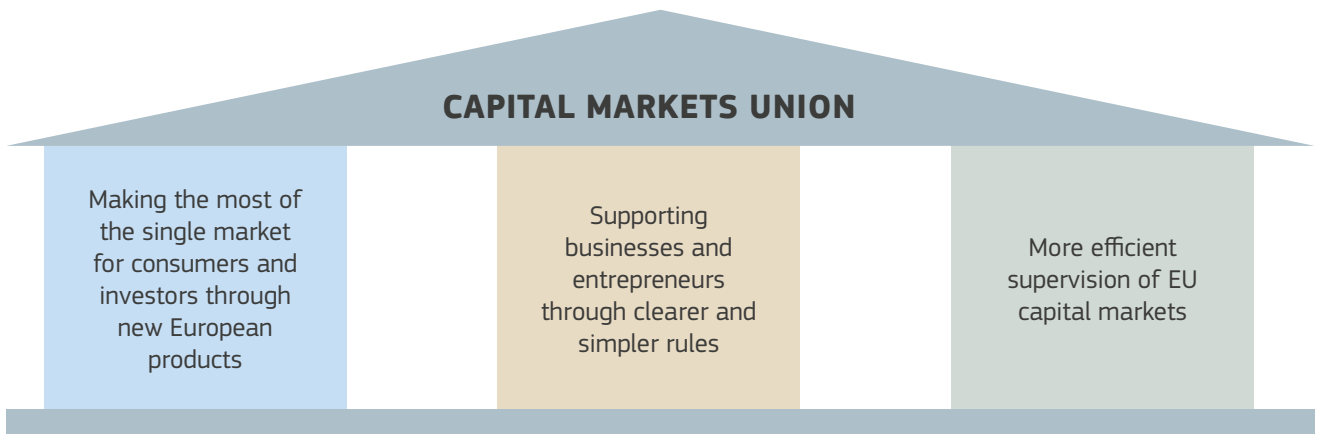 CAPITAL MARKETS UNION
Making the most of
the single market
for consumers and
investors through
new European
products
Supporting
businesses and
entrepreneurs
through clearer and
simpler rules
More efficient
supervision of EU
capital markets